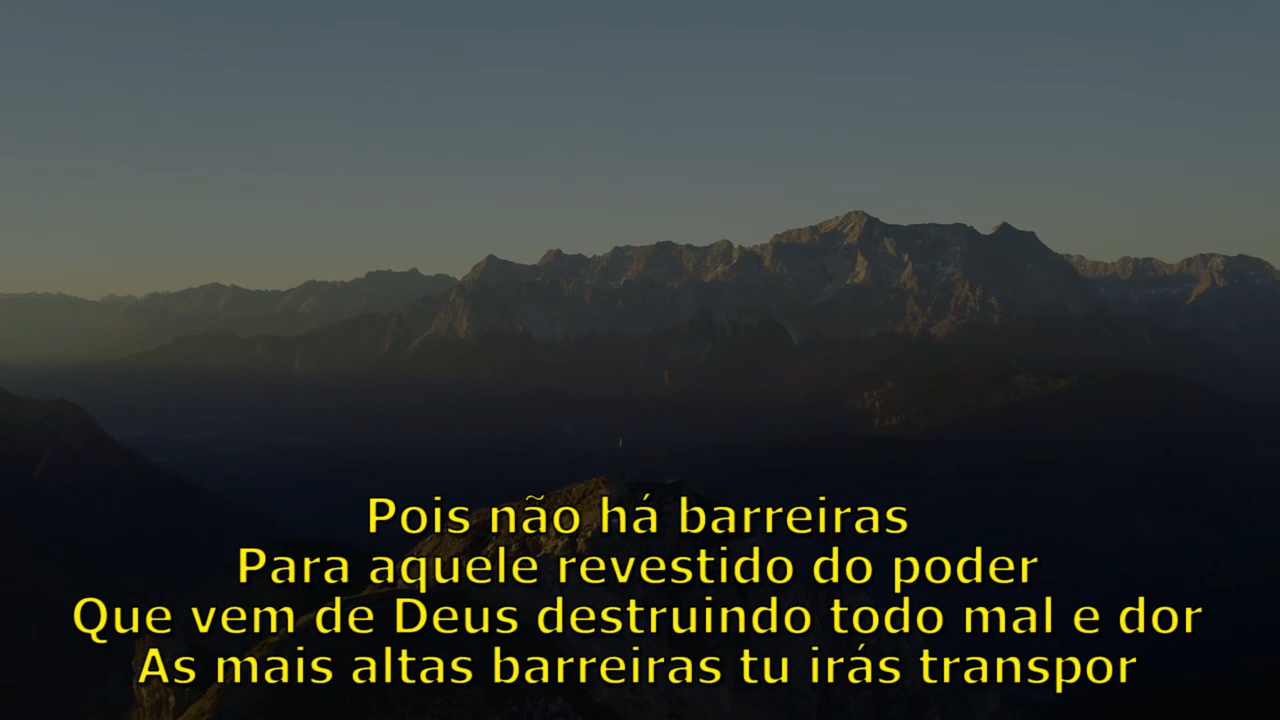 Pois não há barreiras
Para aquele revestido do poder
Que vem de Deus destruindo todo mal e dor
As mais altas barreiras tu irás transpor